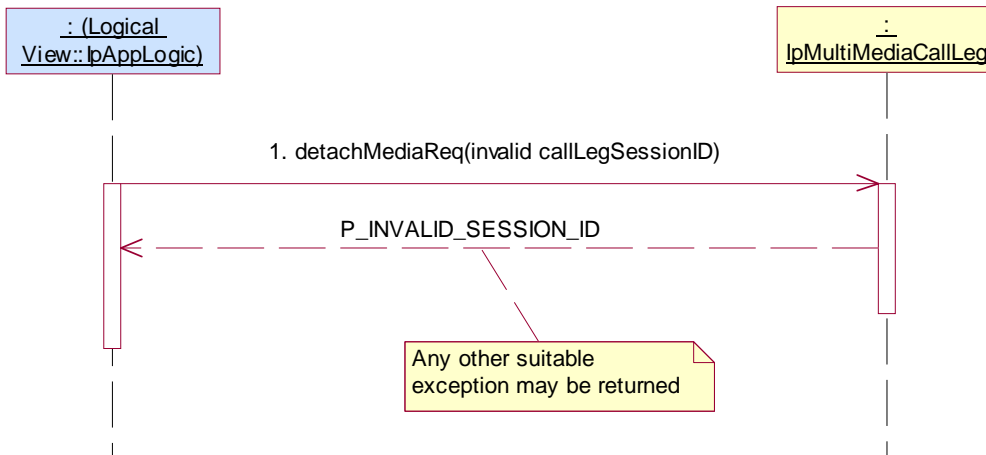 : (Logical
View::IpAppLogic)
:
IpMultiMediaCallLeg
1. detachMediaReq(invalid callLegSessionID)
P_INVALID_SESSION_ID
Any other suitable
exception may be returned